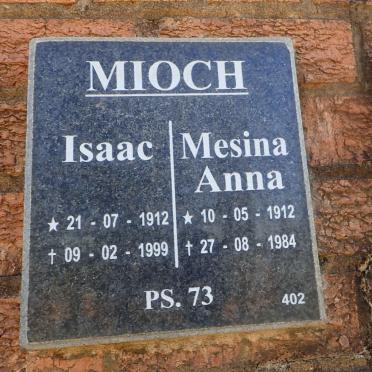 MIOCH
Isaac
★ 21 - 07 - 1912
† 09 - 02 - 1999
Mesina
Anna
★ 10 - 05 - 1912
† 27 - 08 - 1984
PS. 73
402